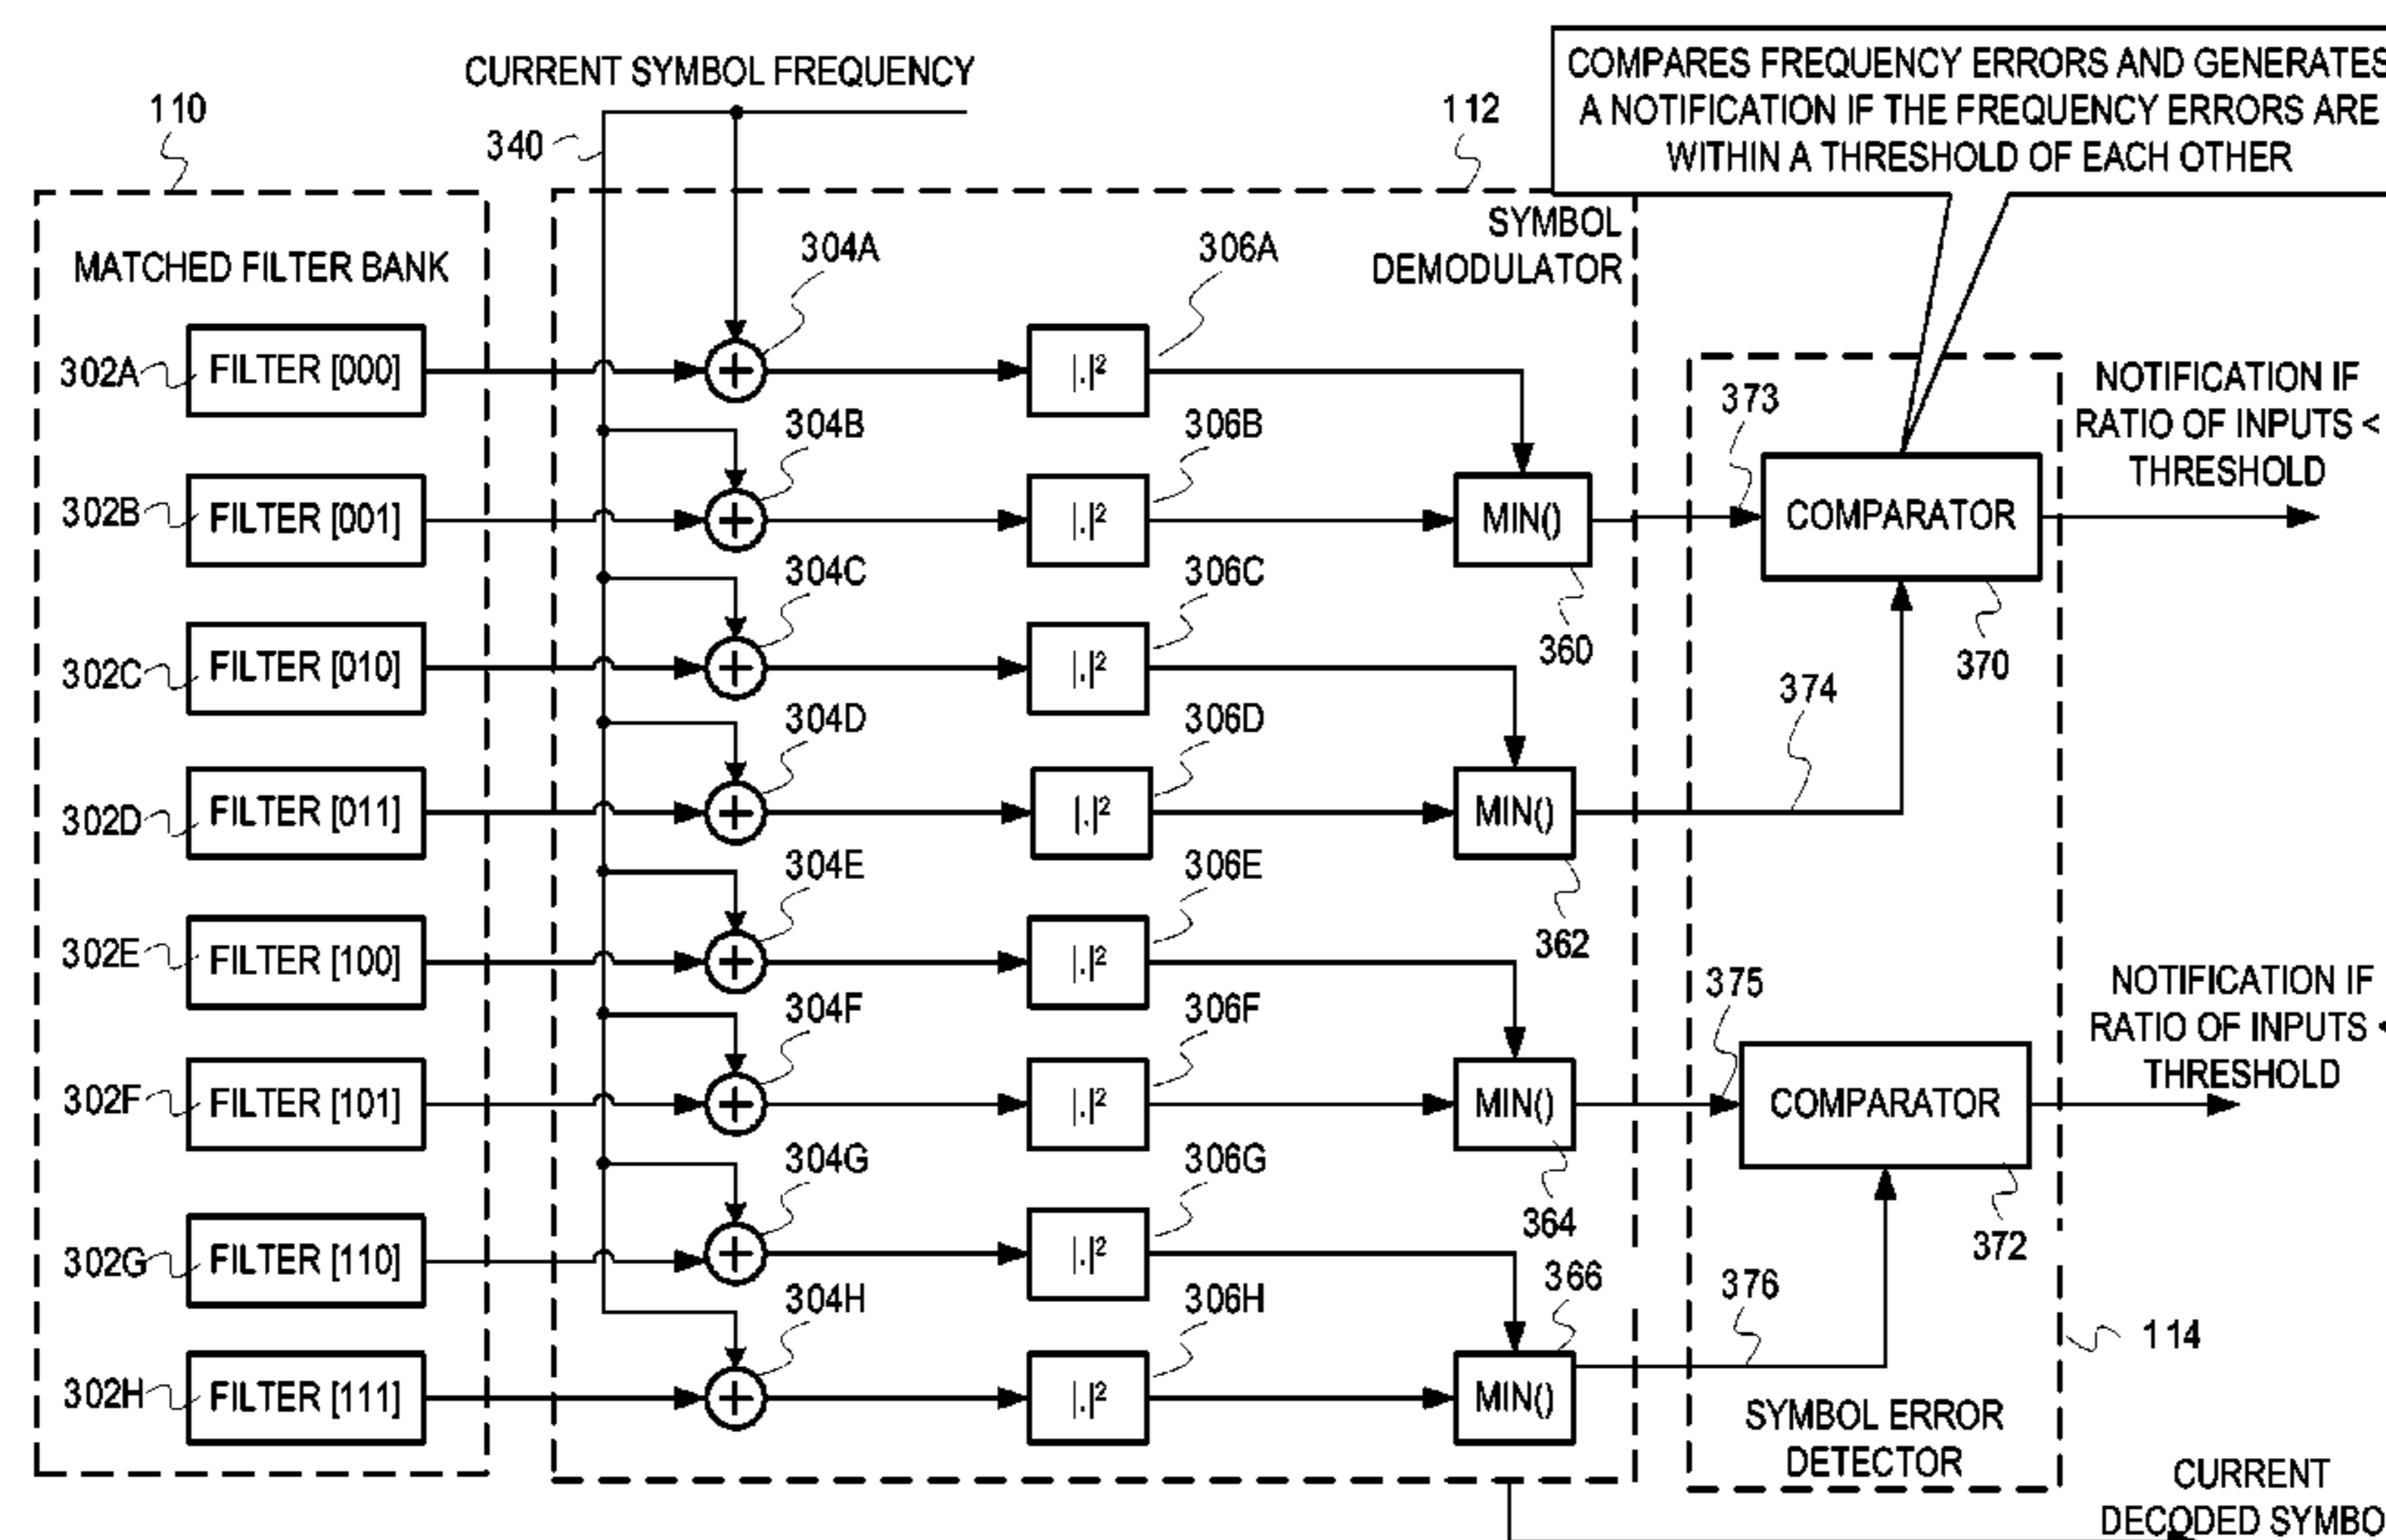 CURRENT SYMBOL FREQUENCY
COMPARES FREQUENCY ERRORS AND GENERATES
A NOTIFICATION IF THE FREQUENCY ERRORS ARE
WITHIN A THRESHOLD OF EACH OTHER
110
340
112
MATCHED FILTER BANK
SYMBOL
DEMODULATOR
304A
306A
302A
FILTER [000]
|.|²
NOTIFICATION IF
RATIO OF INPUTS <
THRESHOLD
373
304B
306B
302B
FILTER [001]
|.|²
MIN()
COMPARATOR
360
370
304C
306C
302C
FILTER [010]
|.|²
374
304D
306D
302D
FILTER [011]
|.|²
MIN()
362
304E
306E
302E
FILTER [100]
|.|²
375
NOTIFICATION IF
RATIO OF INPUTS <
THRESHOLD
304F
306F
302F
FILTER [101]
|.|²
MIN()
COMPARATOR
364
372
304G
306G
302G
FILTER [110]
|.|²
366
376
304H
306H
302H
FILTER [111]
|.|²
MIN()
114
SYMBOL ERROR
DETECTOR
CURRENT
DECODED SYMBO